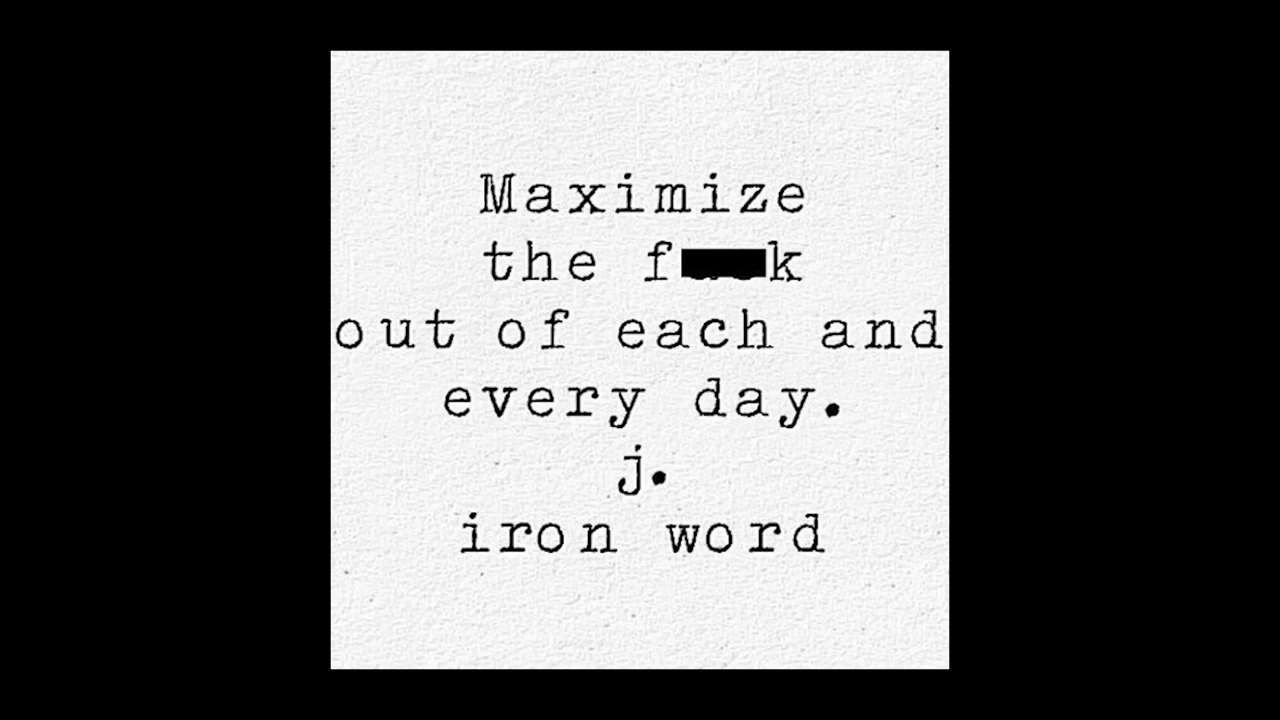 Maximize
the f██k
out of each and
every day.
j.
iron word